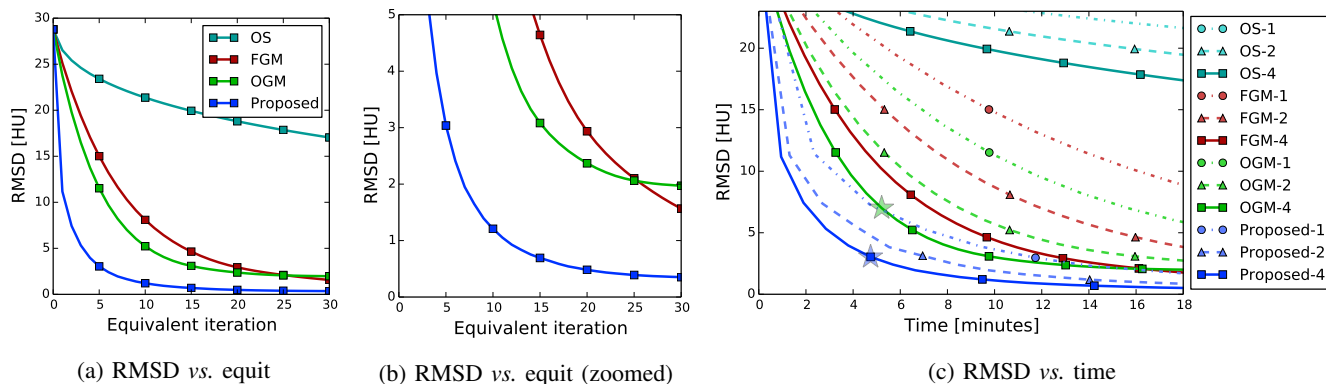 30
25
20
15
10
5
0
0 5 10 15 20 25 30
RMSD [HU]
Equivalent iteration
OS
FGM
OGM
Proposed
(a) RMSD vs. equit
5
4
3
2
1
0
0 5 10 15 20 25 30
RMSD [HU]
Equivalent iteration
(b) RMSD vs. equit (zoomed)
20
15
10
5
0
0 2 4 6 8 10 12 14 16 18
RMSD [HU]
Time [minutes]
OS-1
OS-2
OS-4
FGM-1
FGM-2
FGM-4
OGM-1
OGM-2
OGM-4
Proposed-1
Proposed-2
Proposed-4
(c) RMSD vs. time